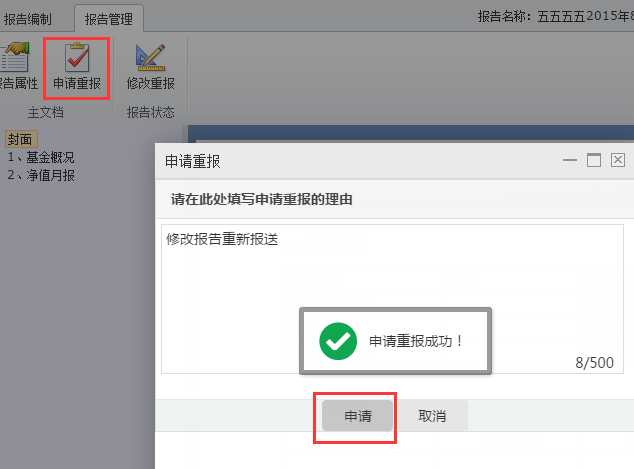 报告编制 报告管理 报告名称：五五五五2015年8
告属性 申请重报 修改重报
主文档 报告状态
封面
1、基金概况
2、净值月报
申请重报
请在此处填写申请重报的理由
修改报告重新报送
申请重报成功！
8/500
申请 取消